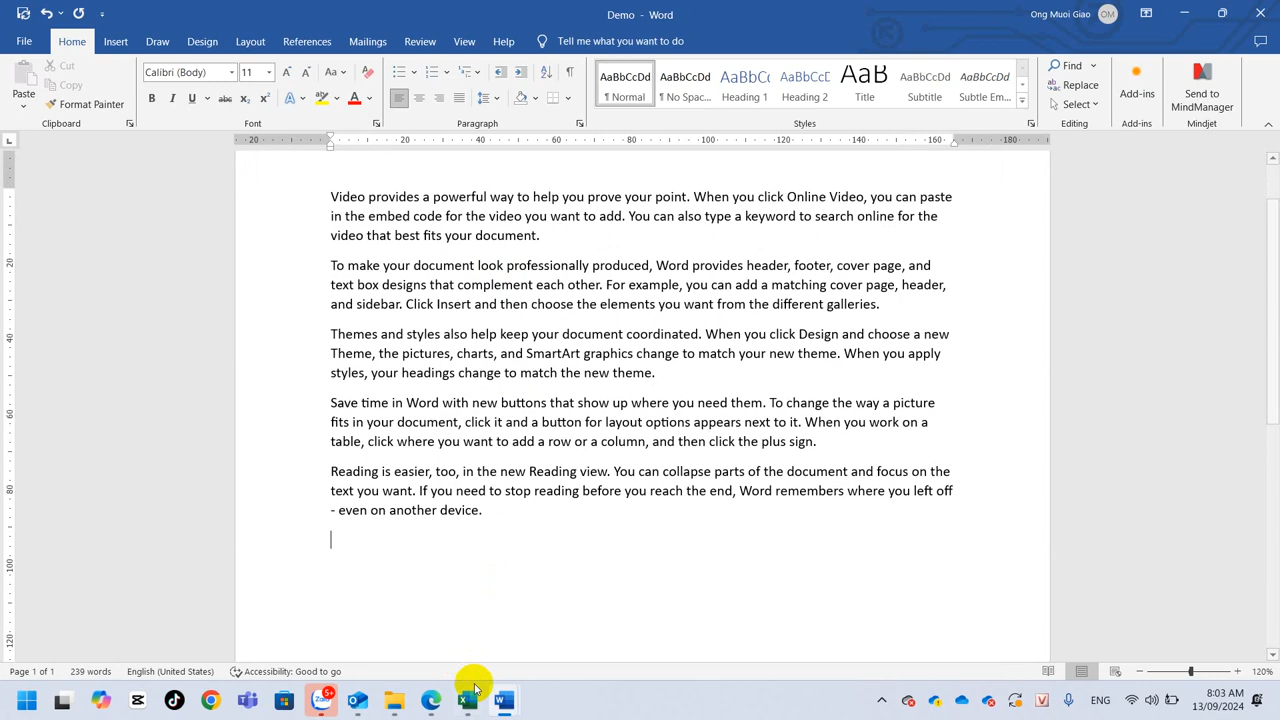 Demo - Word
Ong Muoi Giao OM
File Home Insert Draw Design Layout References Mailings Review View Help Tell me what you want to do
Paste
Cut
Copy
Format Painter
Clipboard
Calibri (Body) 11
Font
Paragraph
AaBbCcDd AaBbCcDd AaBbCc AaBbCcD AaB AaBbCcDd AaBbCcDd
¶ Normal ¶ No Spac... Heading 1 Heading 2 Title Subtitle Subtle Em...
Styles
Find
Replace
Select
Editing
Add-ins
Add-ins
Send to
MindManager
Mindjet
20 20 40 60 80 100 120 140 160 180
Video provides a powerful way to help you prove your point. When you click Online Video, you can paste
in the embed code for the video you want to add. You can also type a keyword to search online for the
video that best fits your document.
To make your document look professionally produced, Word provides header, footer, cover page, and
text box designs that complement each other. For example, you can add a matching cover page, header,
and sidebar. Click Insert and then choose the elements you want from the different galleries.
Themes and styles also help keep your document coordinated. When you click Design and choose a new
Theme, the pictures, charts, and SmartArt graphics change to match your new theme. When you apply
styles, your headings change to match the new theme.
Save time in Word with new buttons that show up where you need them. To change the way a picture
fits in your document, click it and a button for layout options appears next to it. When you work on a
table, click where you want to add a row or a column, and then click the plus sign.
Reading is easier, too, in the new Reading view. You can collapse parts of the document and focus on the
text you want. If you need to stop reading before you reach the end, Word remembers where you left off
- even on another device.
Page 1 of 1 239 words English (United States) Accessibility: Good to go 120%
Zalo 5+
ENG
8:03 AM
13/09/2024